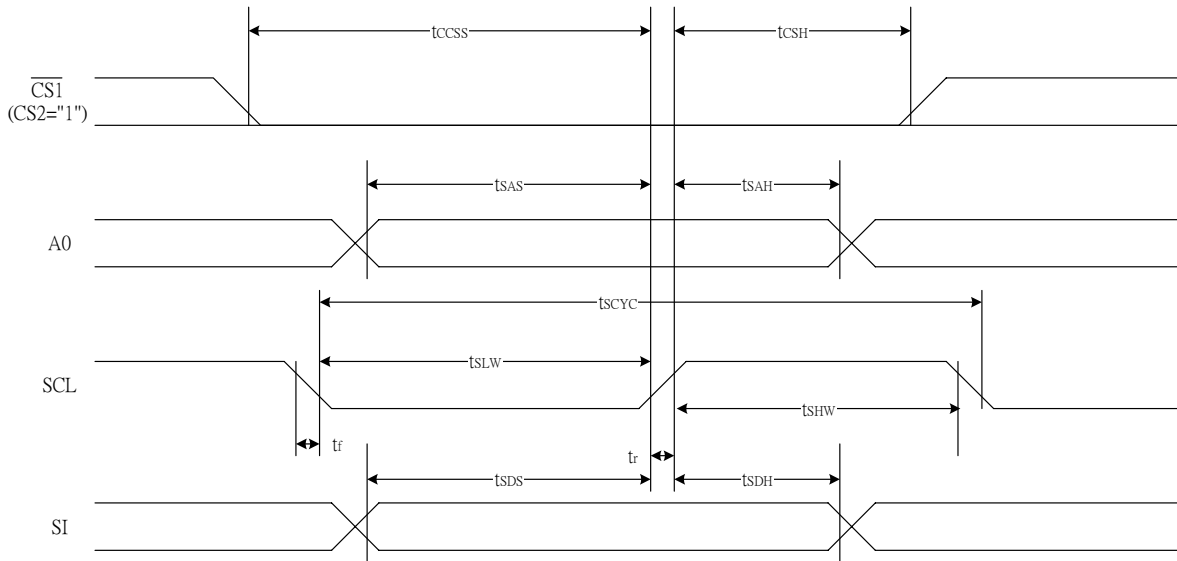 tCCSS
tCSH
CS1
(CS2="1")
tSAS
tSAH
A0
tSCYC
tSLW
SCL
tSHW
tf
tr
tSDS
tSDH
SI